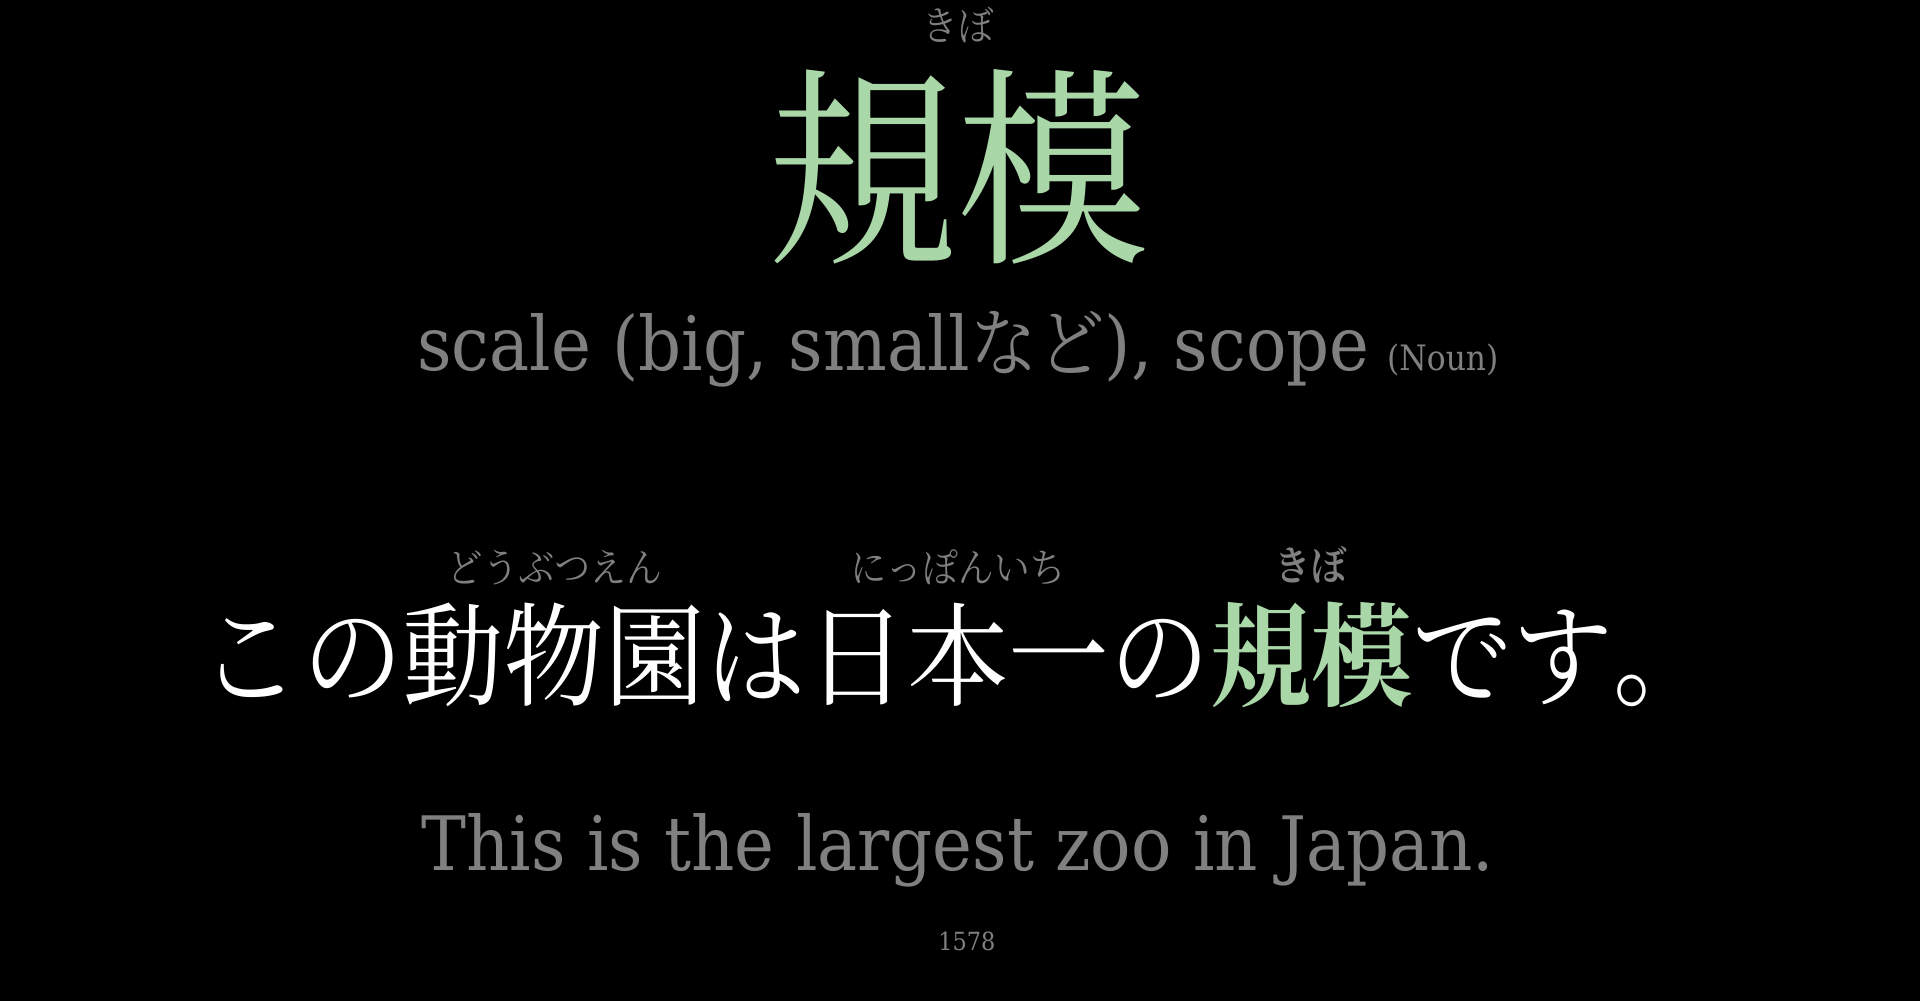 きぼ
規模
scale (big, smallなど), scope (Noun)
どうぶつえん にっぽんいち きぼ
この動物園は日本一の規模です。
This is the largest zoo in Japan.
1578